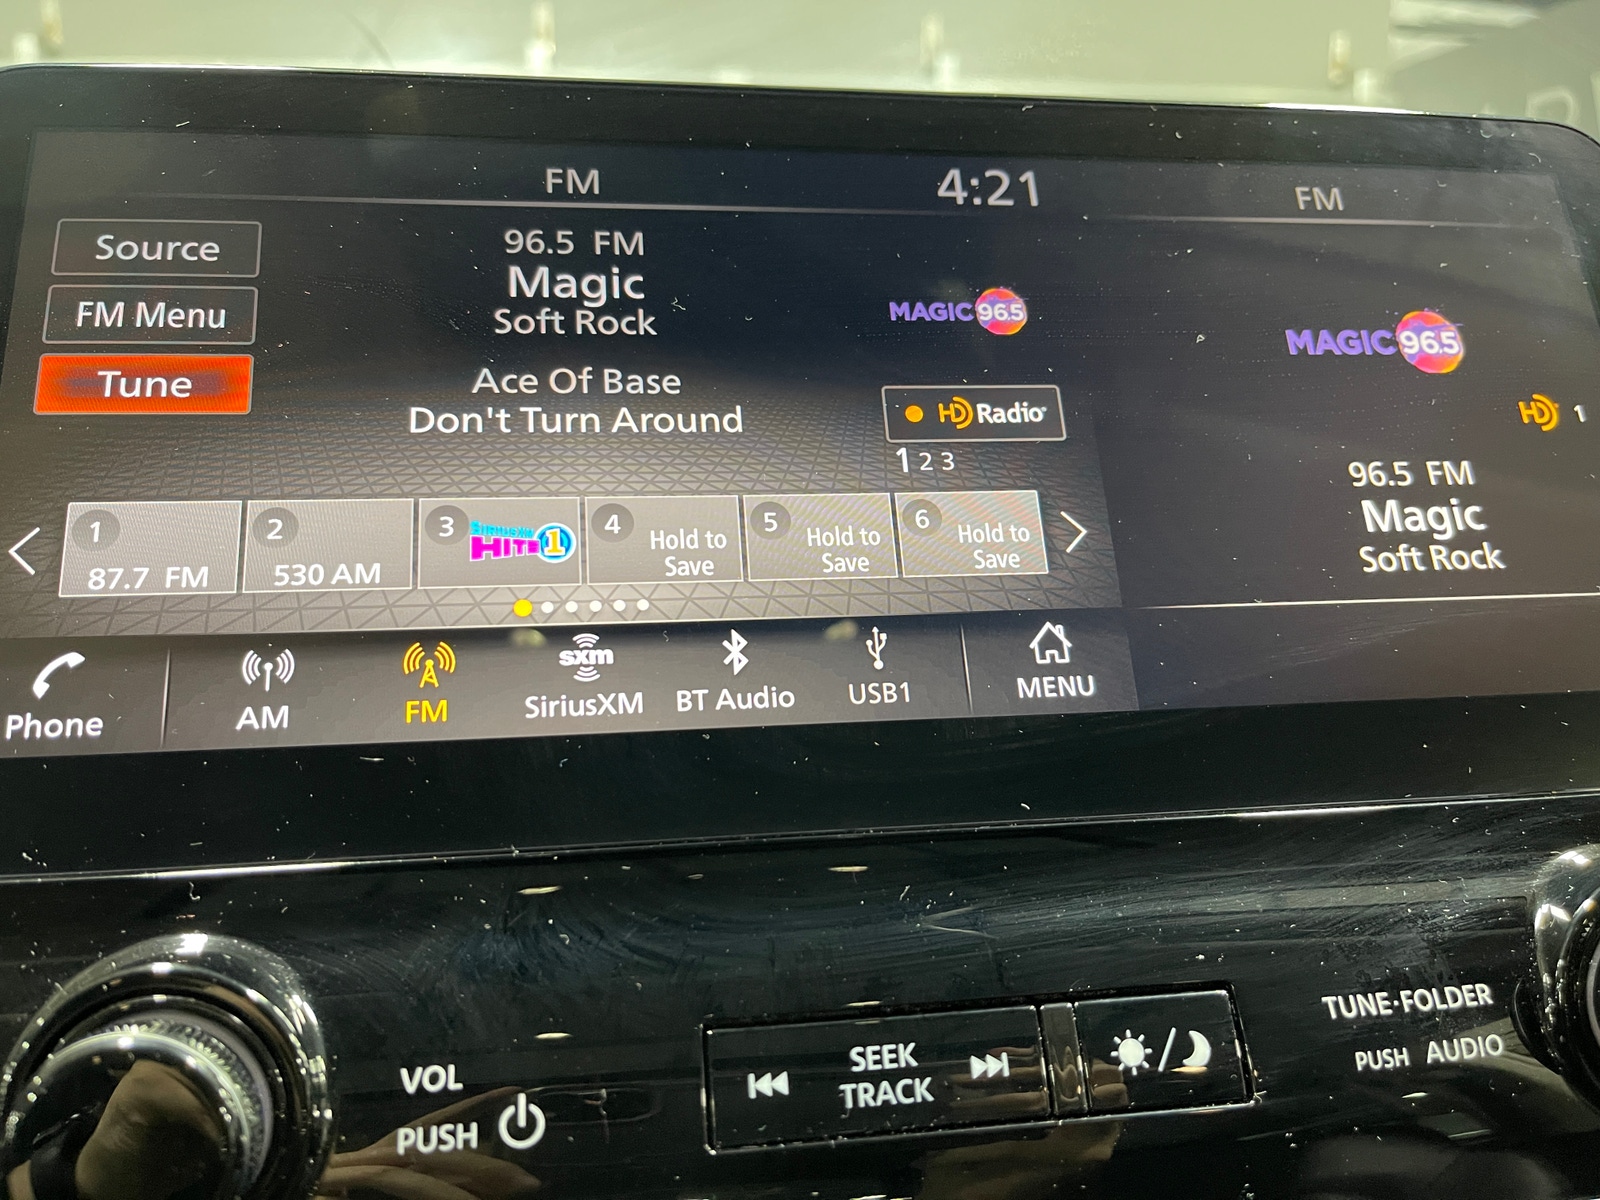 FM
4:21
FM
Source
FM Menu
Tune
96.5 FM
Magic
Soft Rock
Ace Of Base
Don't Turn Around
MAGIC 96.5
HD Radio
1 2 3
MAGIC 96.5
HD 1
96.5 FM
Magic
Soft Rock
1
87.7 FM
2
530 AM
3
SIRIUSXM
HITS 1
4
Hold to
Save
5
Hold to
Save
6
Hold to
Save
Phone
AM
FM
sxm
SiriusXM
BT Audio
USB1
MENU
VOL
PUSH
SEEK
TRACK
TUNE·FOLDER
PUSH AUDIO